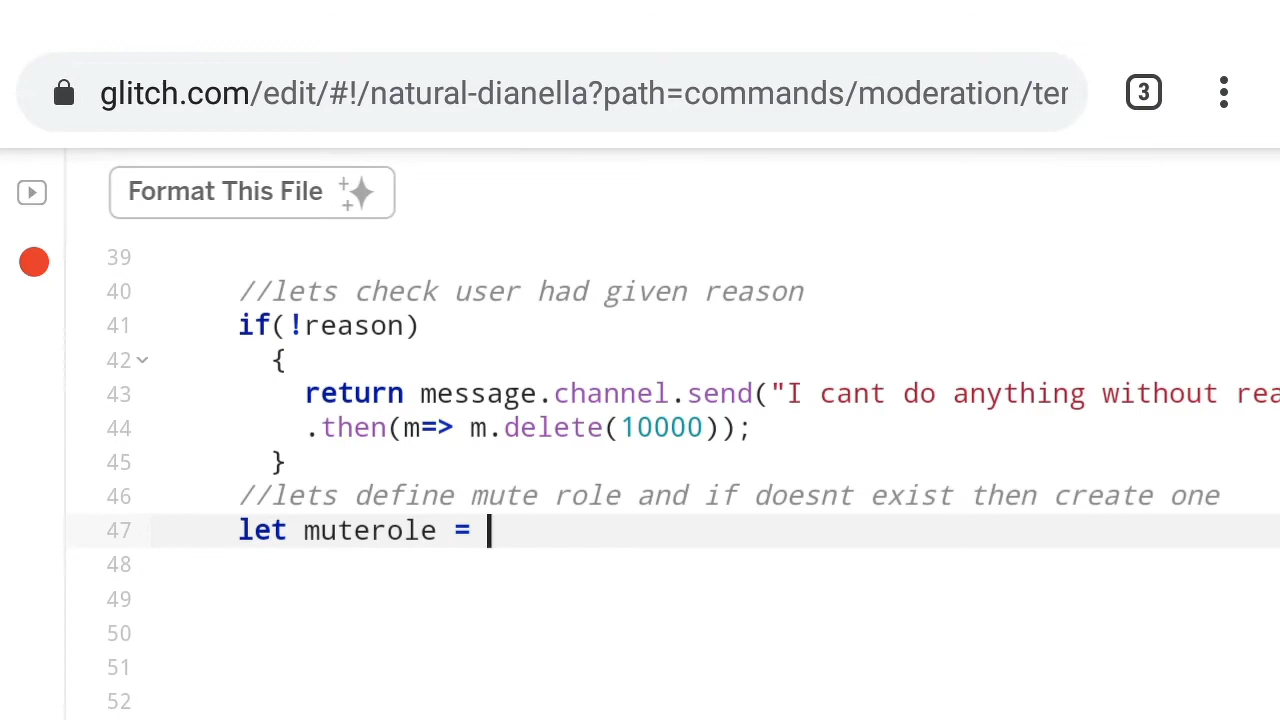 glitch.com/edit/#!/natural-dianella?path=commands/moderation/ter
3
Format This File
39
40 //lets check user had given reason
41 if(!reason)
42 {
43 return message.channel.send("I cant do anything without rea
44 .then(m=> m.delete(10000));
45 }
46 //lets define mute role and if doesnt exist then create one
47 let muterole =
48
49
50
51
52